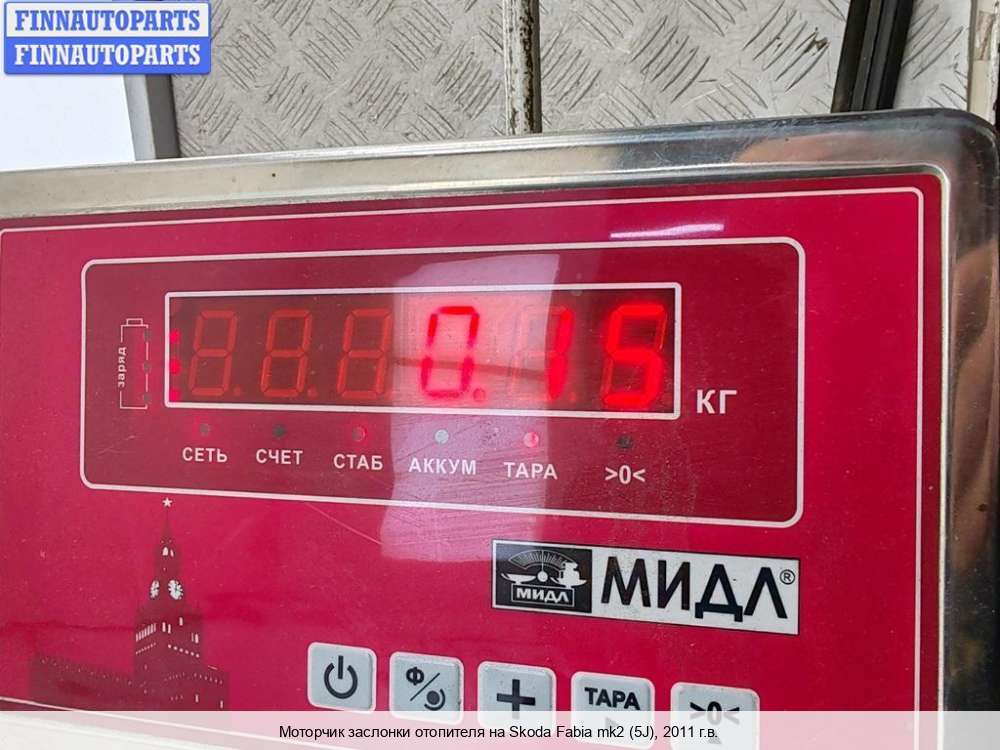 FINNAUTOPARTS
FINNAUTOPARTS
заряд
0.15
КГ
СЕТЬ СЧЕТ СТАБ АККУМ ТАРА >0<
МИДЛ МИДЛ®
Ф ТАРА >0<
Моторчик заслонки отопителя на Skoda Fabia mk2 (5J), 2011 г.в.